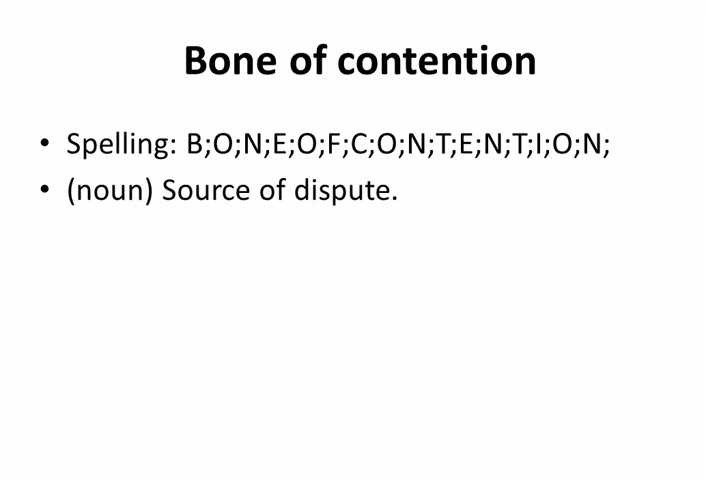 Bone of contention
• Spelling: B;O;N;E;O;F;C;O;N;T;E;N;T;I;O;N;
• (noun) Source of dispute.